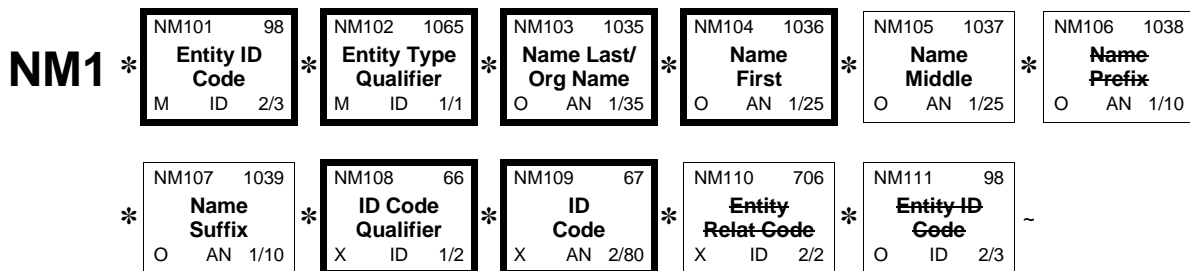 NM101 98 NM102 1065 NM103 1035 NM104 1036 NM105 1037 NM106 1038
NM1 * Entity ID Code * Entity Type Qualifier * Name Last/ Org Name * Name First * Name Middle * Name Prefix
M ID 2/3 M ID 1/1 O AN 1/35 O AN 1/25 O AN 1/25 O AN 1/10
NM107 1039 NM108 66 NM109 67 NM110 706 NM111 98
* Name Suffix * ID Code Qualifier * ID Code * Entity Relat Code * Entity ID Code ~
O AN 1/10 X ID 1/2 X AN 2/80 X ID 2/2 O ID 2/3